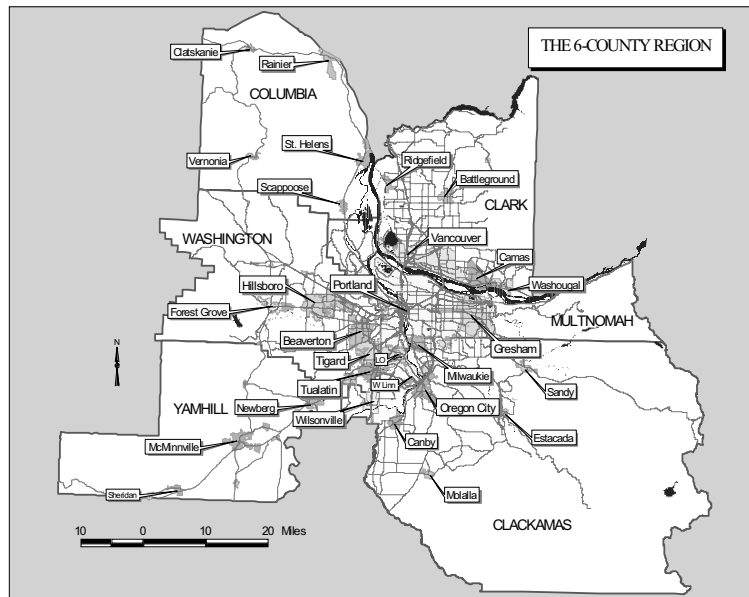 THE 6-COUNTY REGION
Clatskanie
Rainier
COLUMBIA
St. Helens
Vernonia
Ridgefield
Battleground
Scappoose
CLARK
WASHINGTON
Vancouver
Camas
Hillsboro
Portland
Washougal
Forest Grove
MULTNOMAH
Beaverton
Gresham
N
Tigard
LO
Milwaukie
Tualatin
W Linn
Sandy
YAMHILL
Newberg
Oregon City
Wilsonville
Estacada
McMinnville
Canby
Sheridan
Molalla
CLACKAMAS
10 0 10 20 Miles